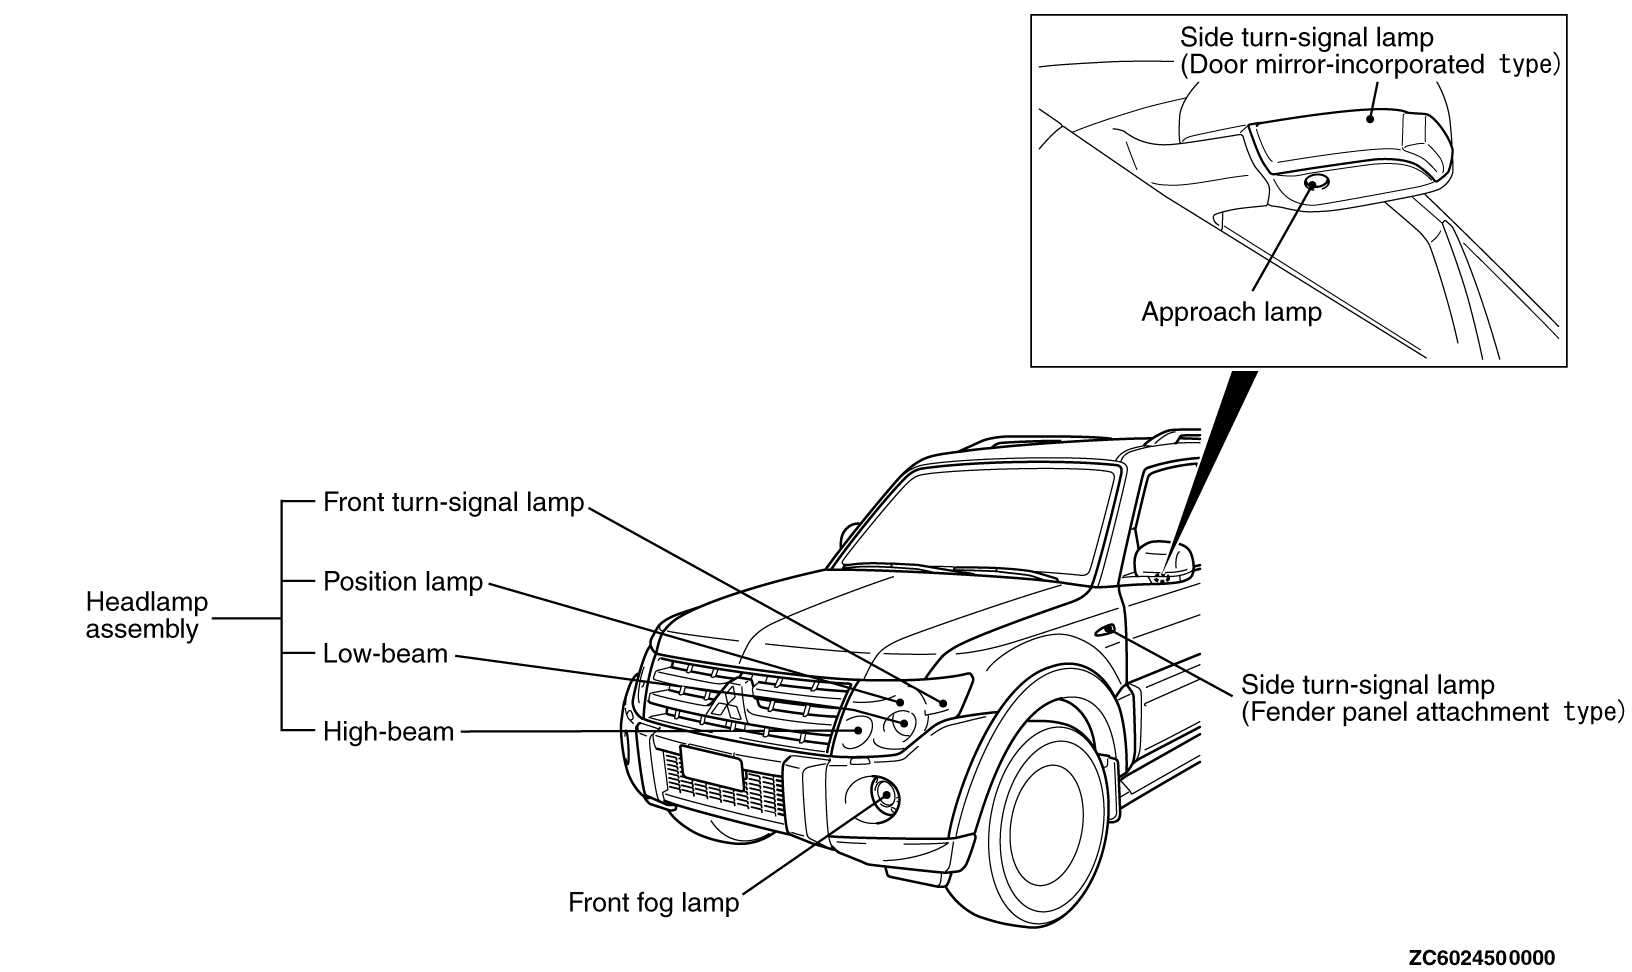 Side turn-signal lamp
(Door mirror-incorporated type)
Approach lamp
Front turn-signal lamp
Position lamp
Headlamp
assembly
Low-beam
High-beam
Side turn-signal lamp
(Fender panel attachment type)
Front fog lamp
ZC6024500000